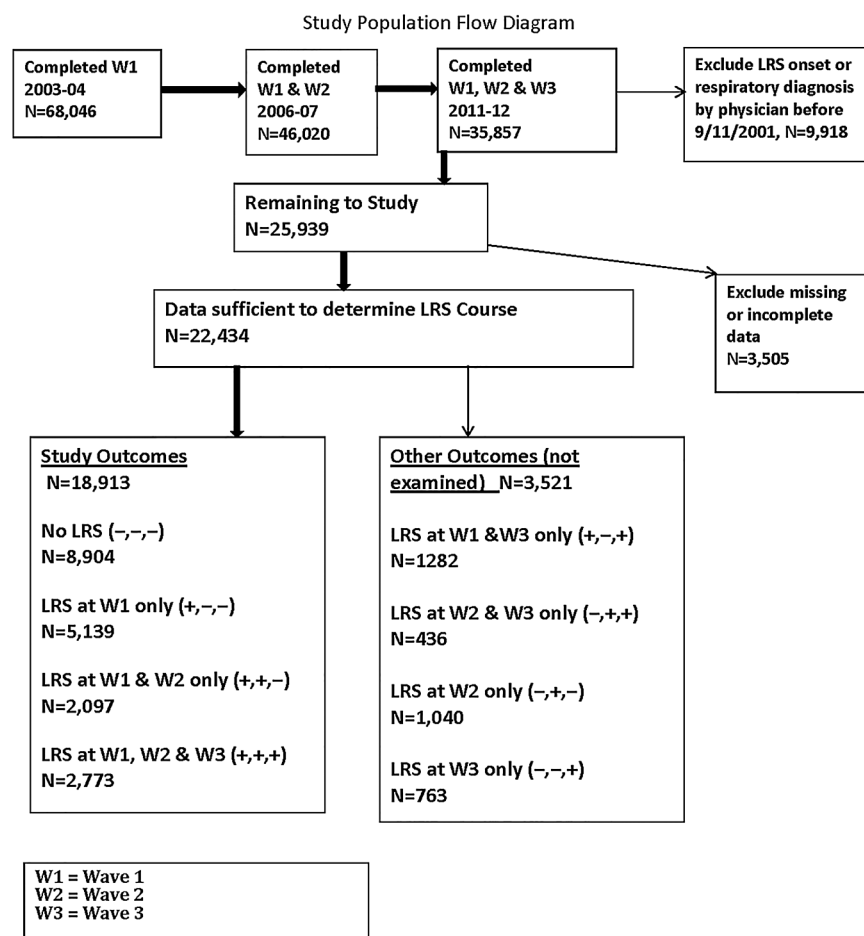 Study Population Flow Diagram
Completed W1
2003-04
N=68,046
Completed
W1 & W2
2006-07
N=46,020
Completed
W1, W2 & W3
2011-12
N=35,857
Exclude LRS onset or
respiratory diagnosis
by physician before
9/11/2001, N=9,918
Remaining to Study
N=25,939
Exclude missing
or incomplete
data
N=3,505
Data sufficient to determine LRS Course
N=22,434
Study Outcomes
N=18,913
No LRS (–,–,–)
N=8,904
LRS at W1 only (+,–,–)
N=5,139
LRS at W1 & W2 only (+,+,–)
N=2,097
LRS at W1, W2 & W3 (+,+,+)
N=2,773
Other Outcomes (not
examined) N=3,521
LRS at W1 &W3 only (+,–,+)
N=1282
LRS at W2 & W3 only (–,+,+)
N=436
LRS at W2 only (–,+,–)
N=1,040
LRS at W3 only (–,–,+)
N=763
W1 = Wave 1
W2 = Wave 2
W3 = Wave 3